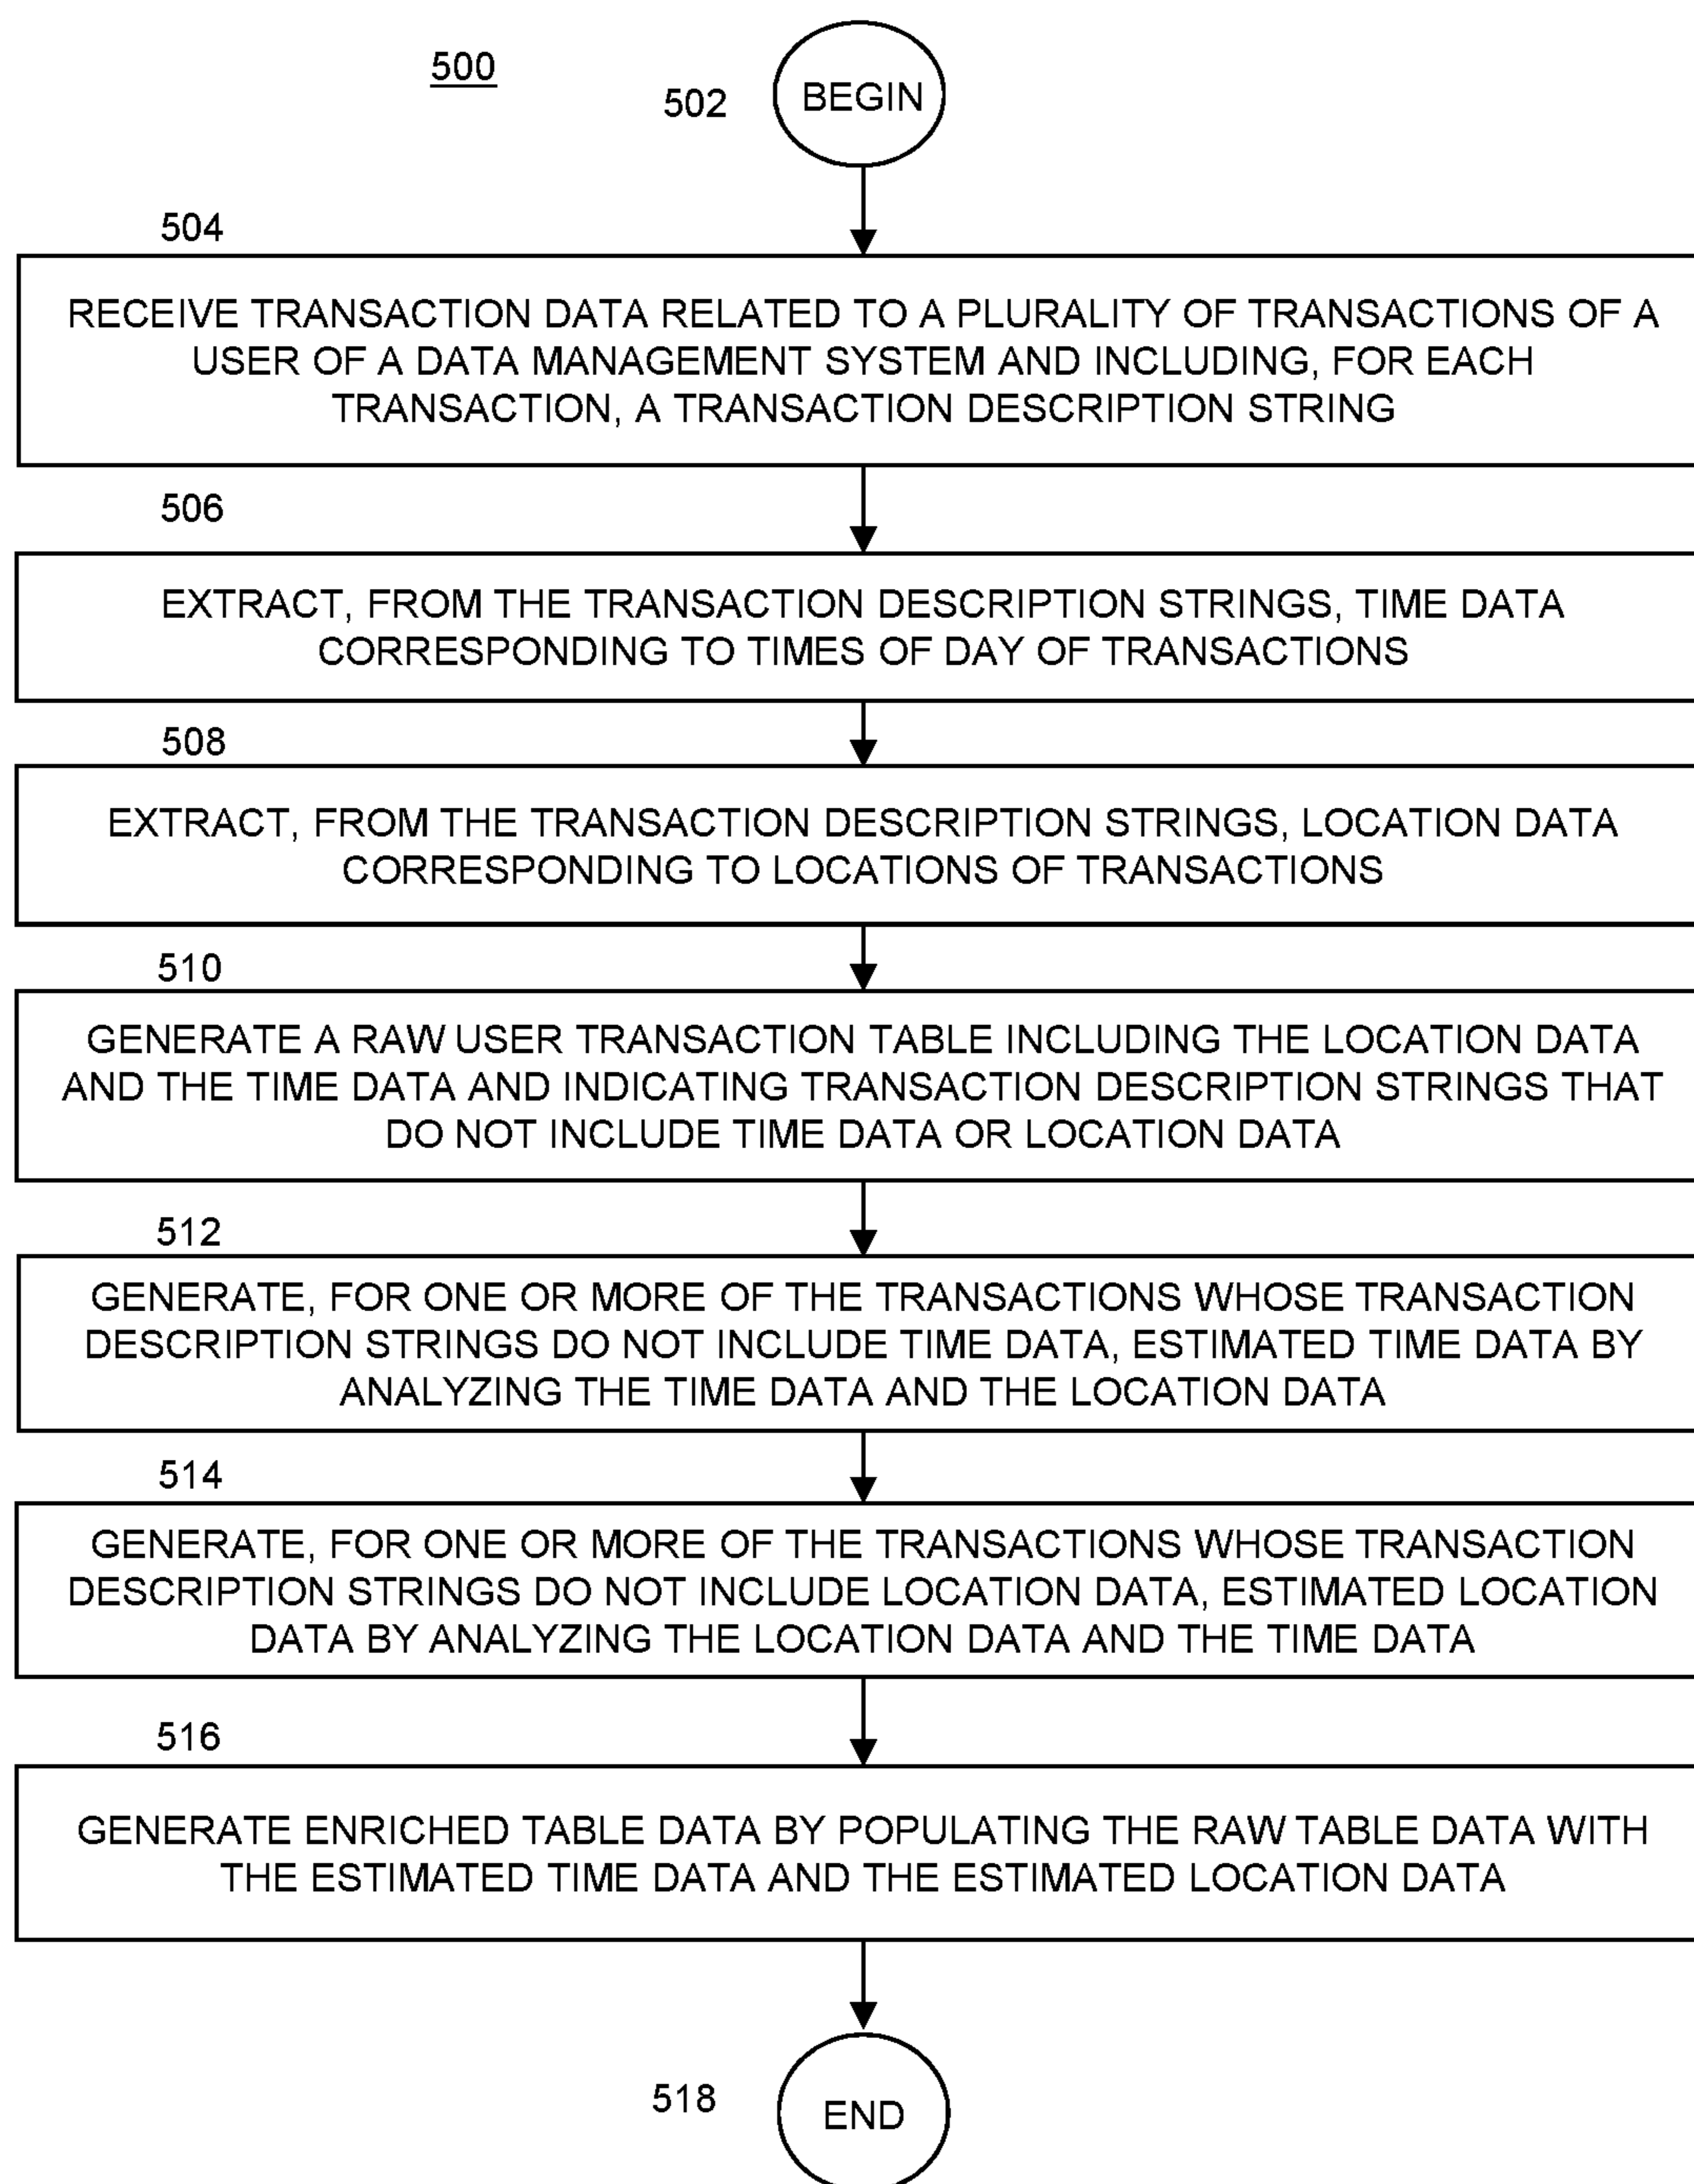 500
502
BEGIN
504
RECEIVE TRANSACTION DATA RELATED TO A PLURALITY OF TRANSACTIONS OF A
USER OF A DATA MANAGEMENT SYSTEM AND INCLUDING, FOR EACH
TRANSACTION, A TRANSACTION DESCRIPTION STRING
506
EXTRACT, FROM THE TRANSACTION DESCRIPTION STRINGS, TIME DATA
CORRESPONDING TO TIMES OF DAY OF TRANSACTIONS
508
EXTRACT, FROM THE TRANSACTION DESCRIPTION STRINGS, LOCATION DATA
CORRESPONDING TO LOCATIONS OF TRANSACTIONS
510
GENERATE A RAW USER TRANSACTION TABLE INCLUDING THE LOCATION DATA
AND THE TIME DATA AND INDICATING TRANSACTION DESCRIPTION STRINGS THAT
DO NOT INCLUDE TIME DATA OR LOCATION DATA
512
GENERATE, FOR ONE OR MORE OF THE TRANSACTIONS WHOSE TRANSACTION
DESCRIPTION STRINGS DO NOT INCLUDE TIME DATA, ESTIMATED TIME DATA BY
ANALYZING THE TIME DATA AND THE LOCATION DATA
514
GENERATE, FOR ONE OR MORE OF THE TRANSACTIONS WHOSE TRANSACTION
DESCRIPTION STRINGS DO NOT INCLUDE LOCATION DATA, ESTIMATED LOCATION
DATA BY ANALYZING THE LOCATION DATA AND THE TIME DATA
516
GENERATE ENRICHED TABLE DATA BY POPULATING THE RAW TABLE DATA WITH
THE ESTIMATED TIME DATA AND THE ESTIMATED LOCATION DATA
518
END